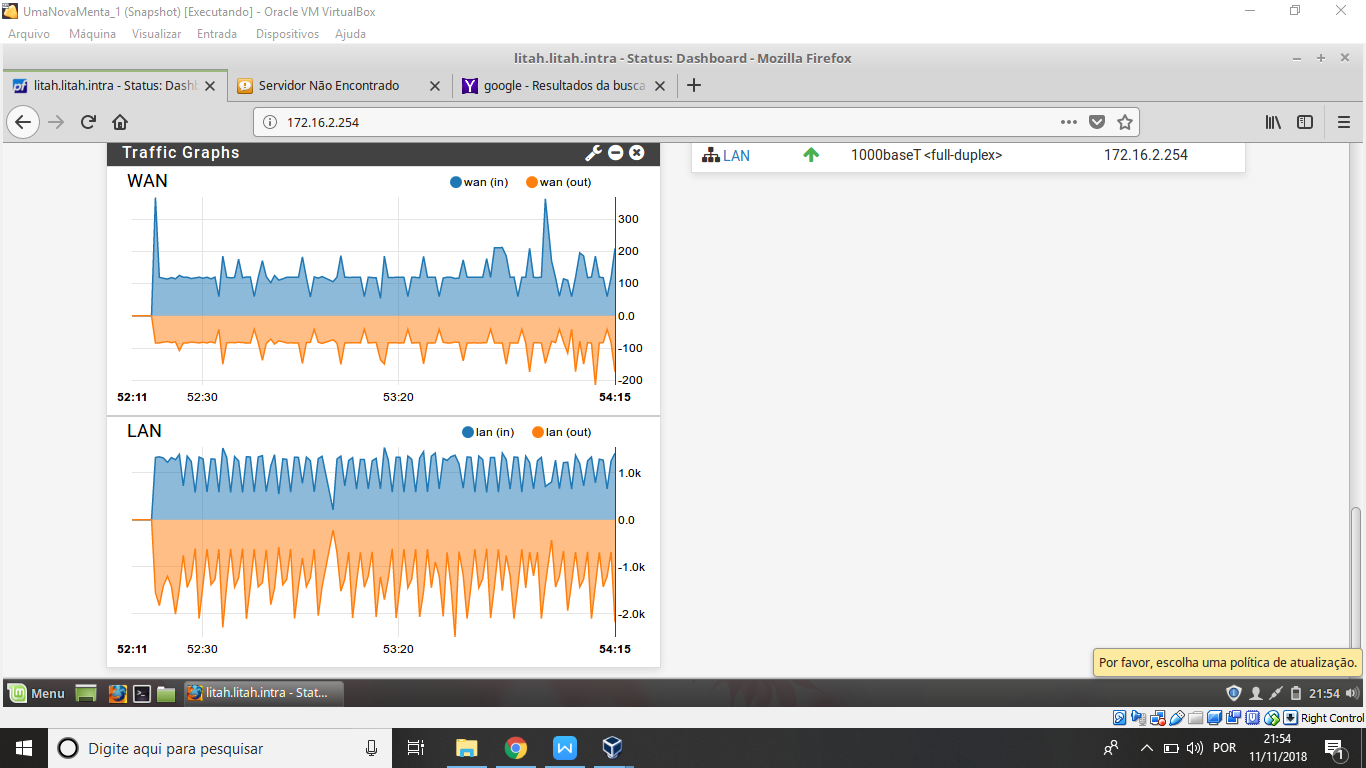 UmaNovaMenta_1 (Snapshot) [Executando] - Oracle VM VirtualBox
Arquivo Máquina Visualizar Entrada Dispositivos Ajuda
litah.litah.intra - Status: Dashboard - Mozilla Firefox
litah.litah.intra - Status: Dashb Servidor Não Encontrado google - Resultados da busca
172.16.2.254
Traffic Graphs
LAN 1000baseT <full-duplex> 172.16.2.254
WAN
wan (in) wan (out)
300
200
100
0.0
-100
-200
52:11 52:30 53:20 54:15
LAN
lan (in) lan (out)
1.0k
0.0
-1.0k
-2.0k
52:11 52:30 53:20 54:15
Por favor, escolha uma política de atualização.
Menu litah.litah.intra - Stat... 21:54
Right Control
Digite aqui para pesquisar
POR
21:54
11/11/2018
1